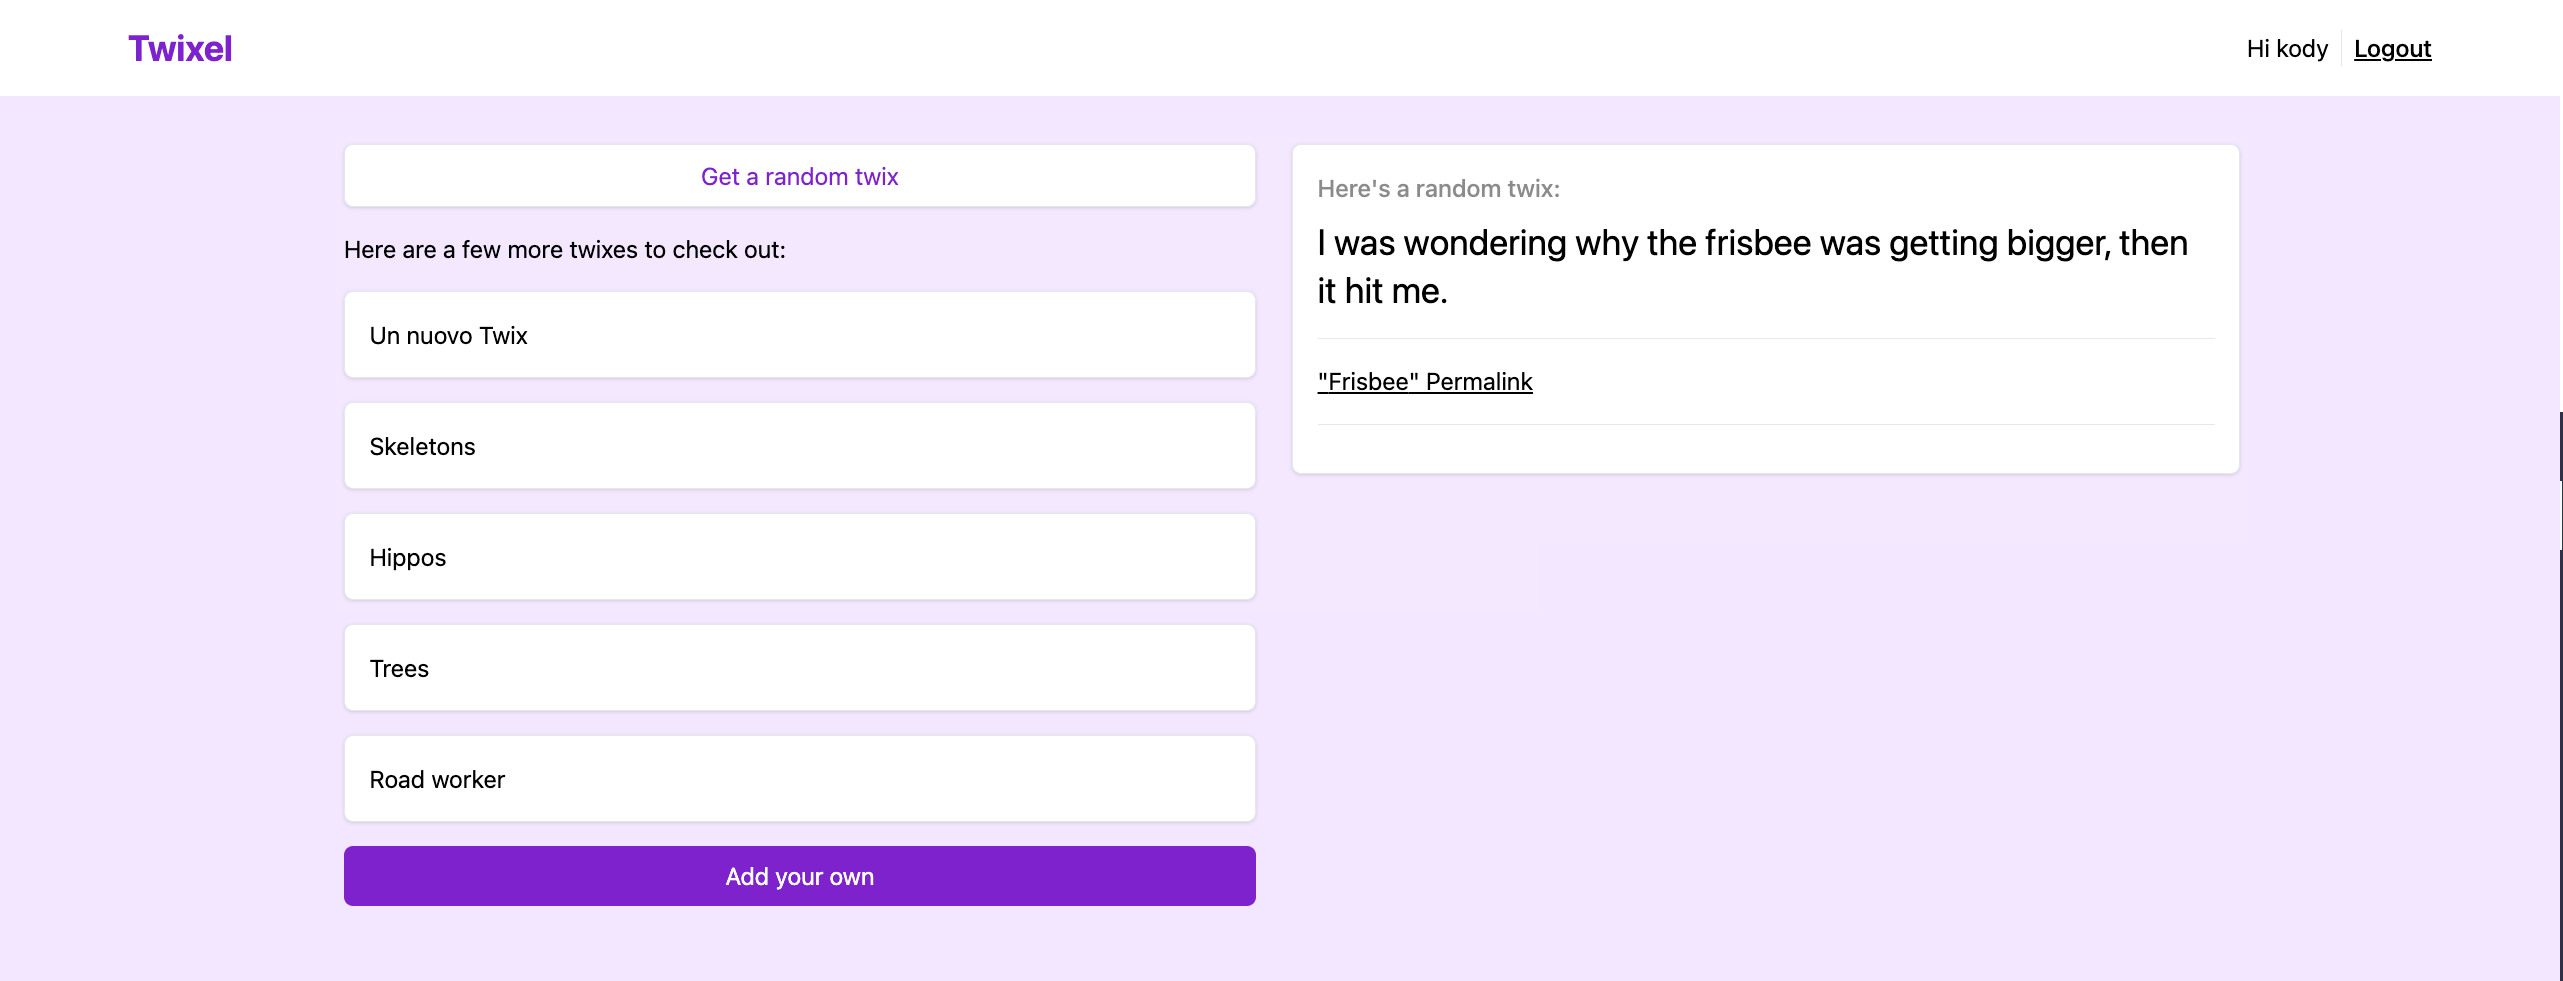 Twixel
Hi kody
Logout
Get a random twix
Here are a few more twixes to check out:
Un nuovo Twix
Skeletons
Hippos
Trees
Road worker
Add your own
Here's a random twix:
I was wondering why the frisbee was getting bigger, then
it hit me.
"Frisbee" Permalink